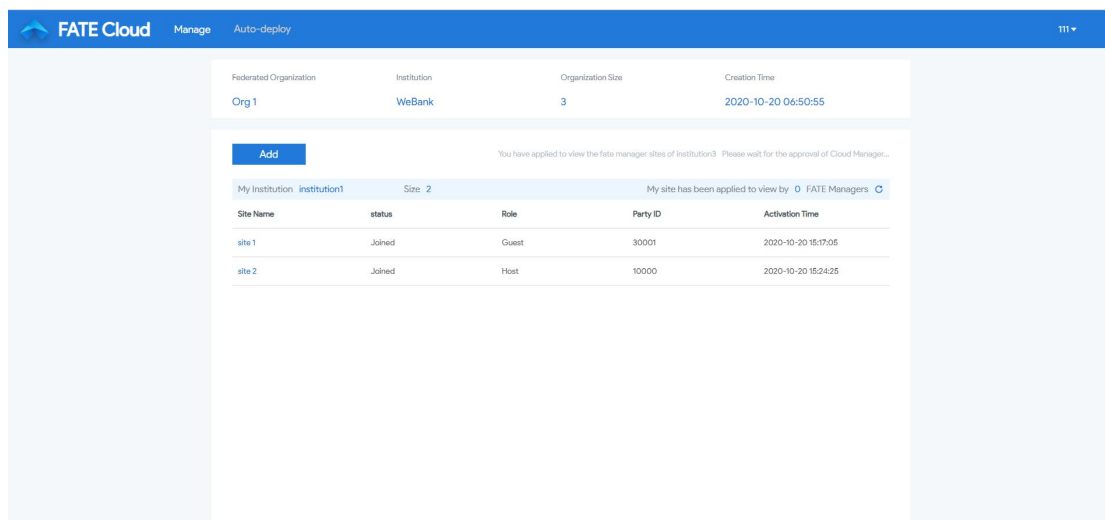 FATE Cloud Manage Auto-deploy 111
Federated Organization Institution Organization Size Creation Time
Org 1 WeBank 3 2020-10-20 06:50:55
Add You have applied to view the fate manager sites of institution3 Please wait for the approval of Cloud Manager...
My Institution institution1 Size 2 My site has been applied to view by 0 FATE Managers
Site Name status Role Party ID Activation Time
site 1 Joined Guest 30001 2020-10-20 15:17:05
site 2 Joined Host 10000 2020-10-20 15:24:25